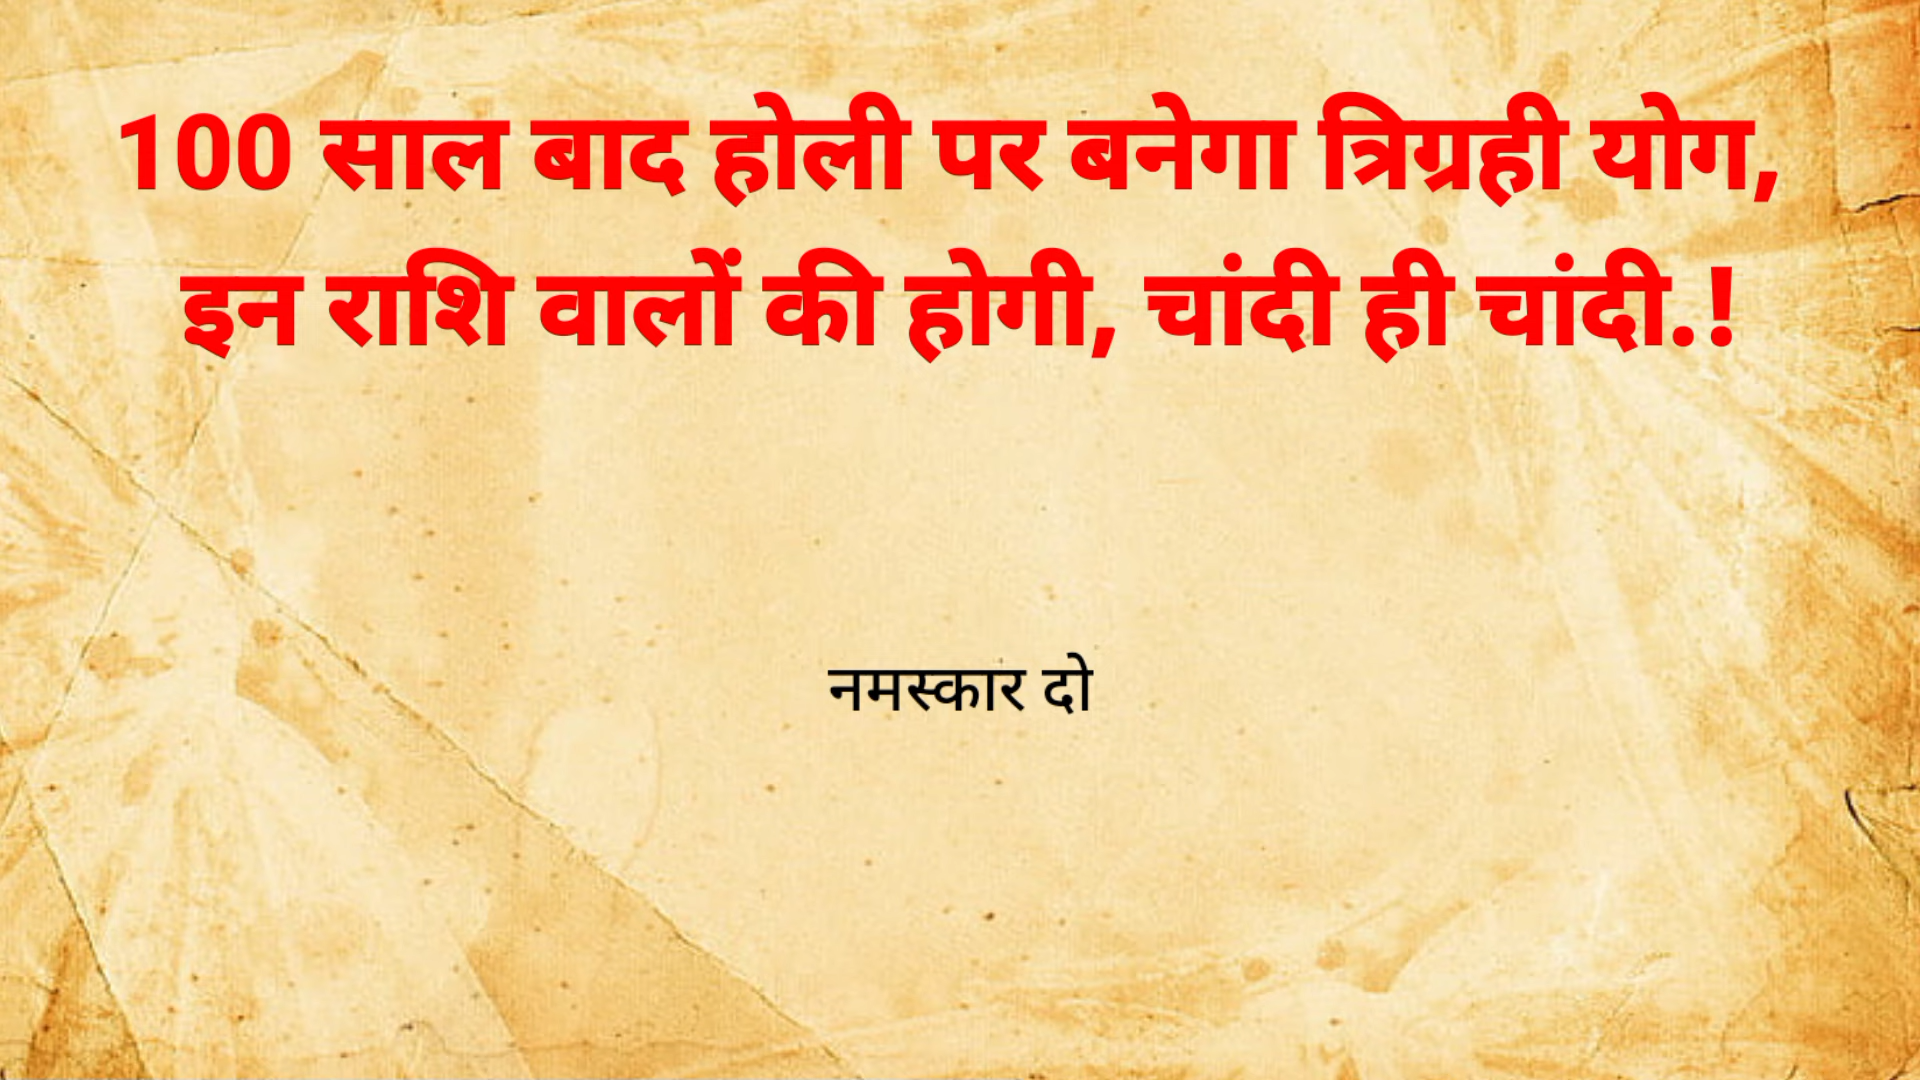 100 साल बाद होली पर बनेगा त्रिग्रही योग,
इन राशि वालों की होगी, चांदी ही चांदी.!
नमस्कार दो